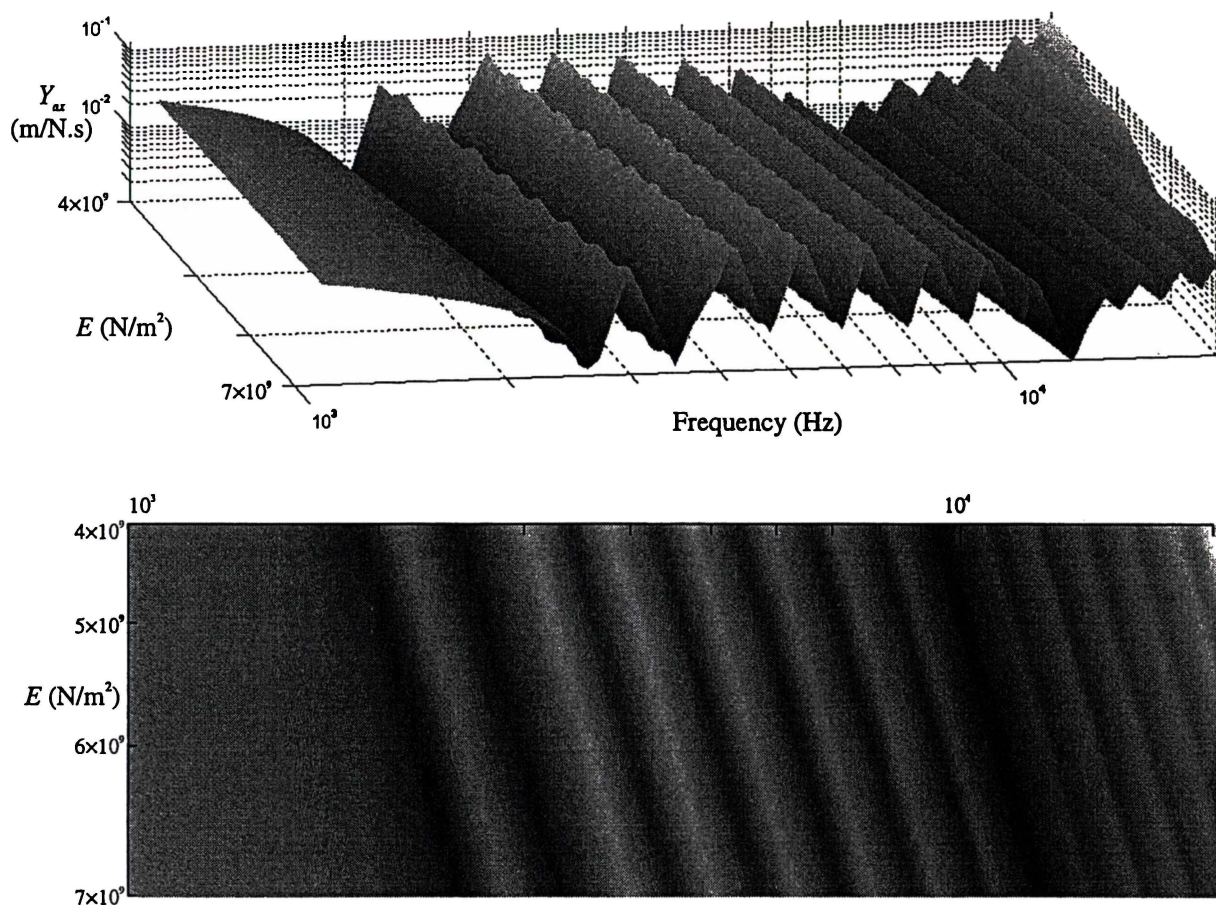 10⁻¹
Y_ax 10⁻²
(m/N.s)
4×10⁹
E (N/m²)
7×10⁹
10³
10⁴
Frequency (Hz)
10³ 10⁴
4×10⁹
5×10⁹
E (N/m²)
6×10⁹
7×10⁹